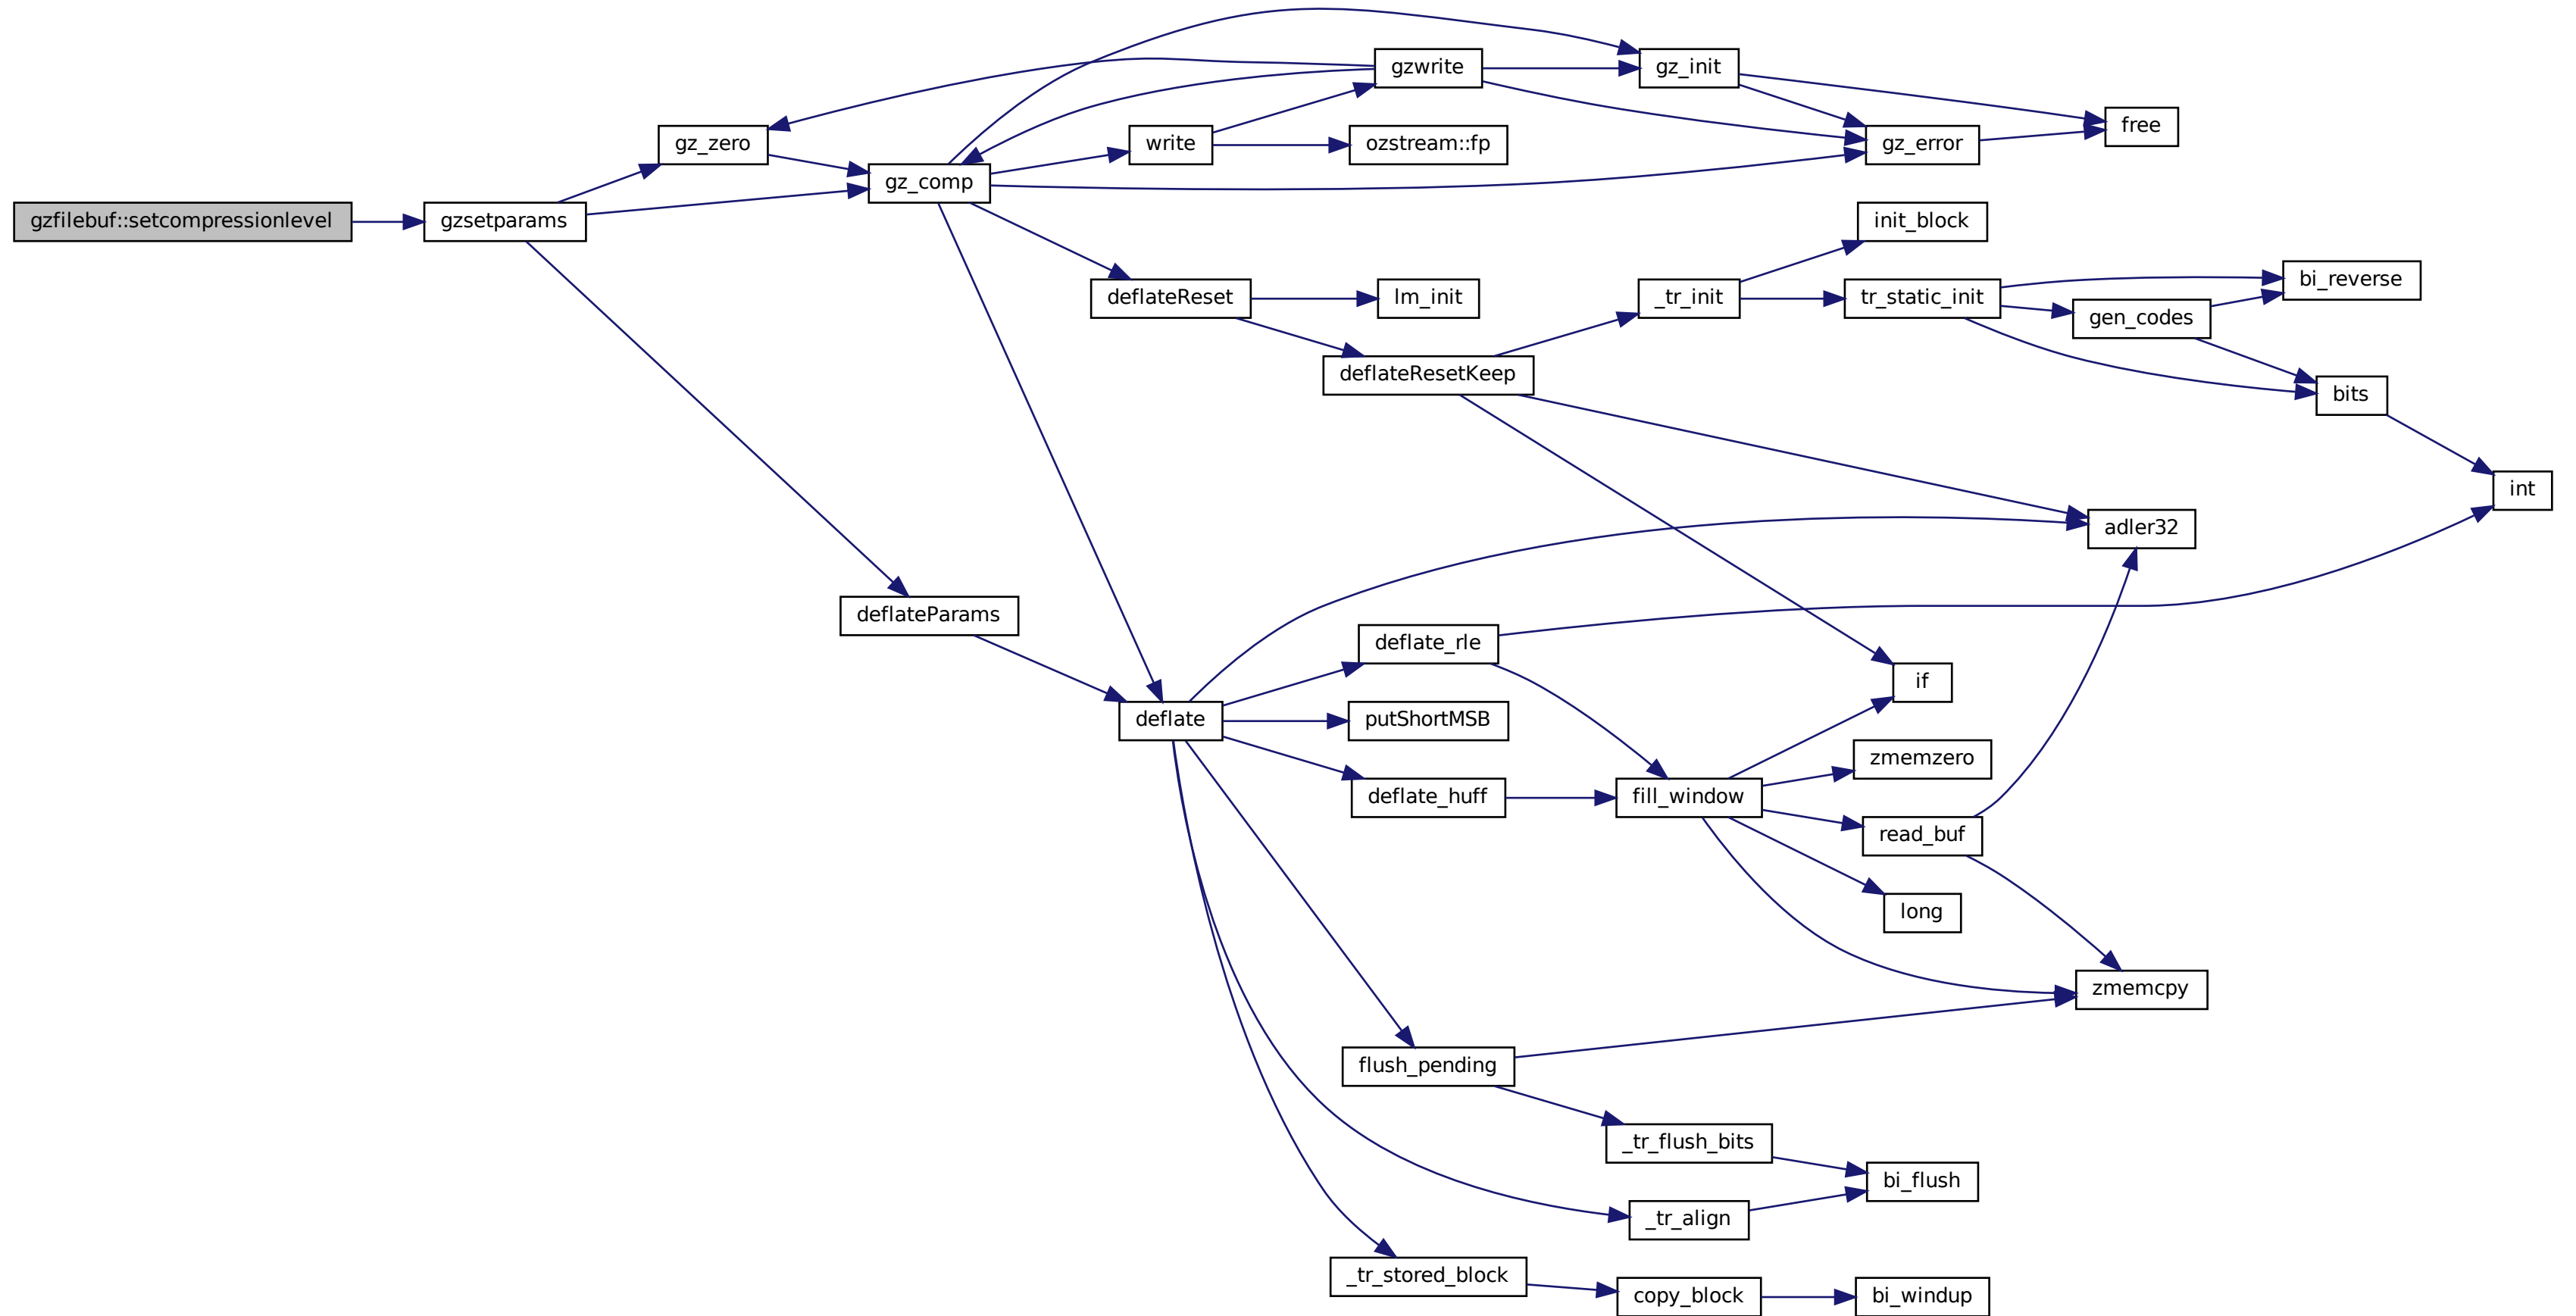 gzwrite
gz_init
free
gz_zero
write
ozstream::fp
gz_error
gz_comp
gzfilebuf::setcompressionlevel
gzsetparams
init_block
bi_reverse
deflateReset
lm_init
_tr_init
tr_static_init
gen_codes
deflateResetKeep
bits
int
adler32
deflateParams
deflate_rle
if
deflate
putShortMSB
zmemzero
deflate_huff
fill_window
read_buf
long
zmemcpy
flush_pending
_tr_flush_bits
bi_flush
_tr_align
_tr_stored_block
copy_block
bi_windup